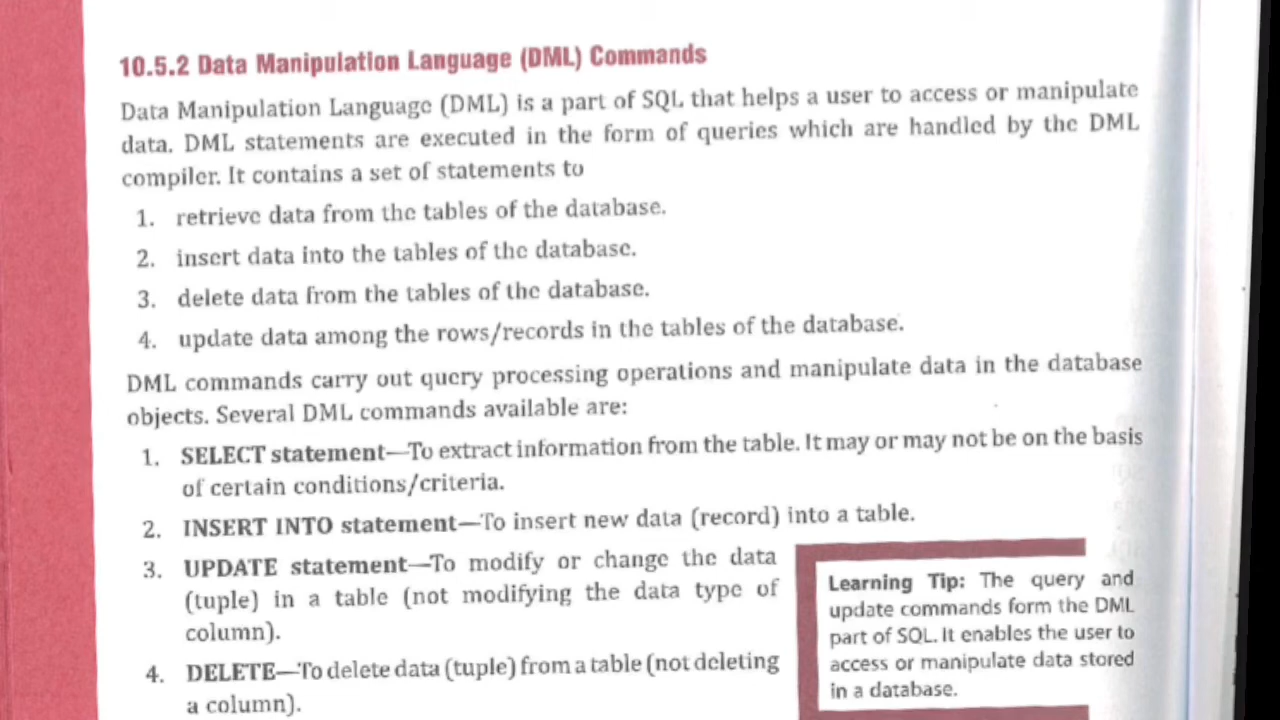 10.5.2 Data Manipulation Language (DML) Commands
Data Manipulation Language (DML) is a part of SQL that helps a user to access or manipulate
data. DML statements are executed in the form of queries which are handled by the DML
compiler. It contains a set of statements to
1. retrieve data from the tables of the database.
2. insert data into the tables of the database.
3. delete data from the tables of the database.
4. update data among the rows/records in the tables of the database.
DML commands carry out query processing operations and manipulate data in the database
objects. Several DML commands available are:
1. SELECT statement—To extract information from the table. It may or may not be on the basis
of certain conditions/criteria.
2. INSERT INTO statement—To insert new data (record) into a table.
3. UPDATE statement—To modify or change the data
(tuple) in a table (not modifying the data type of
column).
4. DELETE—To delete data (tuple) from a table (not deleting
a column).
Learning Tip: The query and
update commands form the DML
part of SQL. It enables the user to
access or manipulate data stored
in a database.